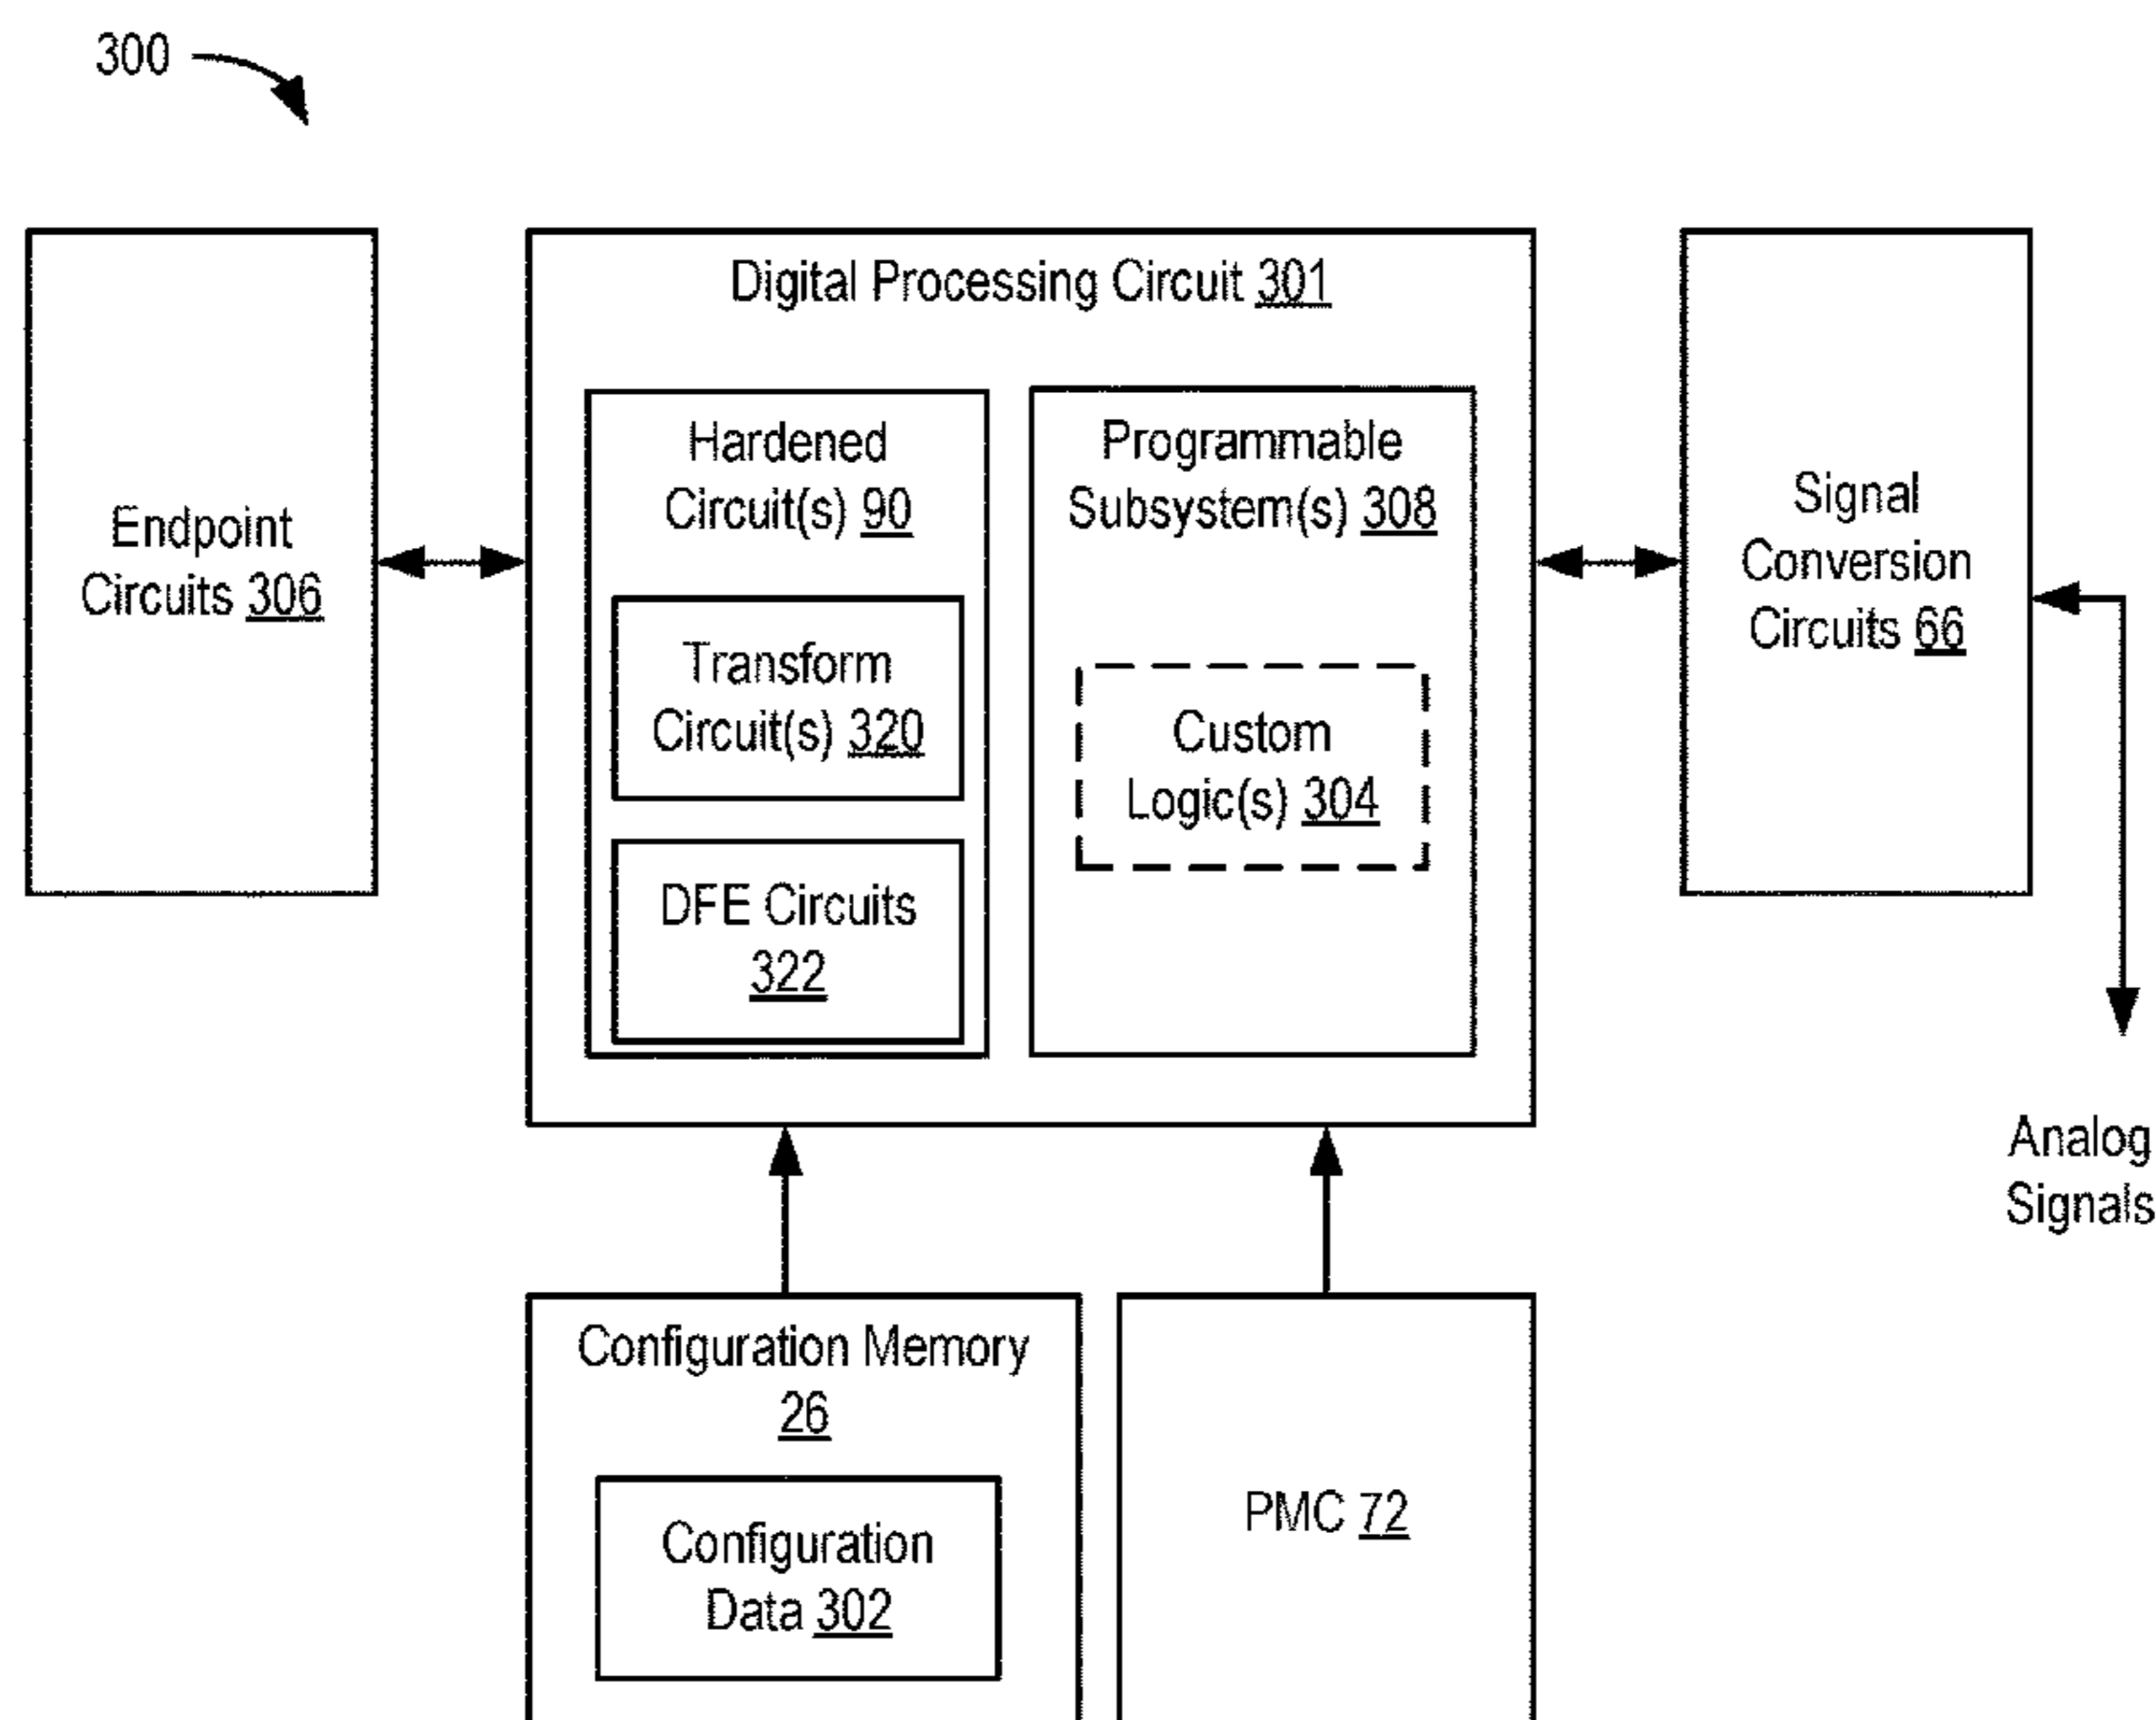 300
Digital Processing Circuit 301
Endpoint
Circuits 306
Hardened
Circuit(s) 90
Transform
Circuit(s) 320
DFE Circuits
322
Programmable
Subsystem(s) 308
Custom
Logic(s) 304
Signal
Conversion
Circuits 66
Analog
Signals
Configuration Memory
26
Configuration
Data 302
PMC 72